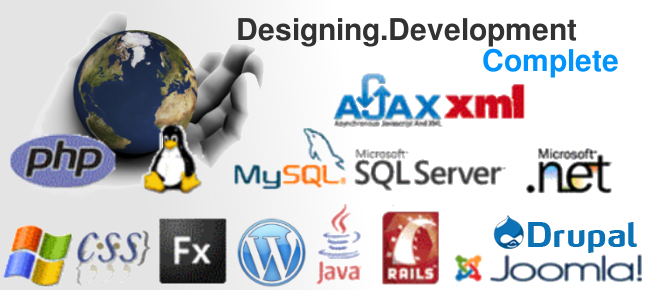 Designing.Development
Complete
AJAX xml
Asynchronous Javascript And XML
php
MySQL
Microsoft
SQL Server
Microsoft
.net
{CSS}
Fx
W
Java
RAILS
Drupal
Joomla!